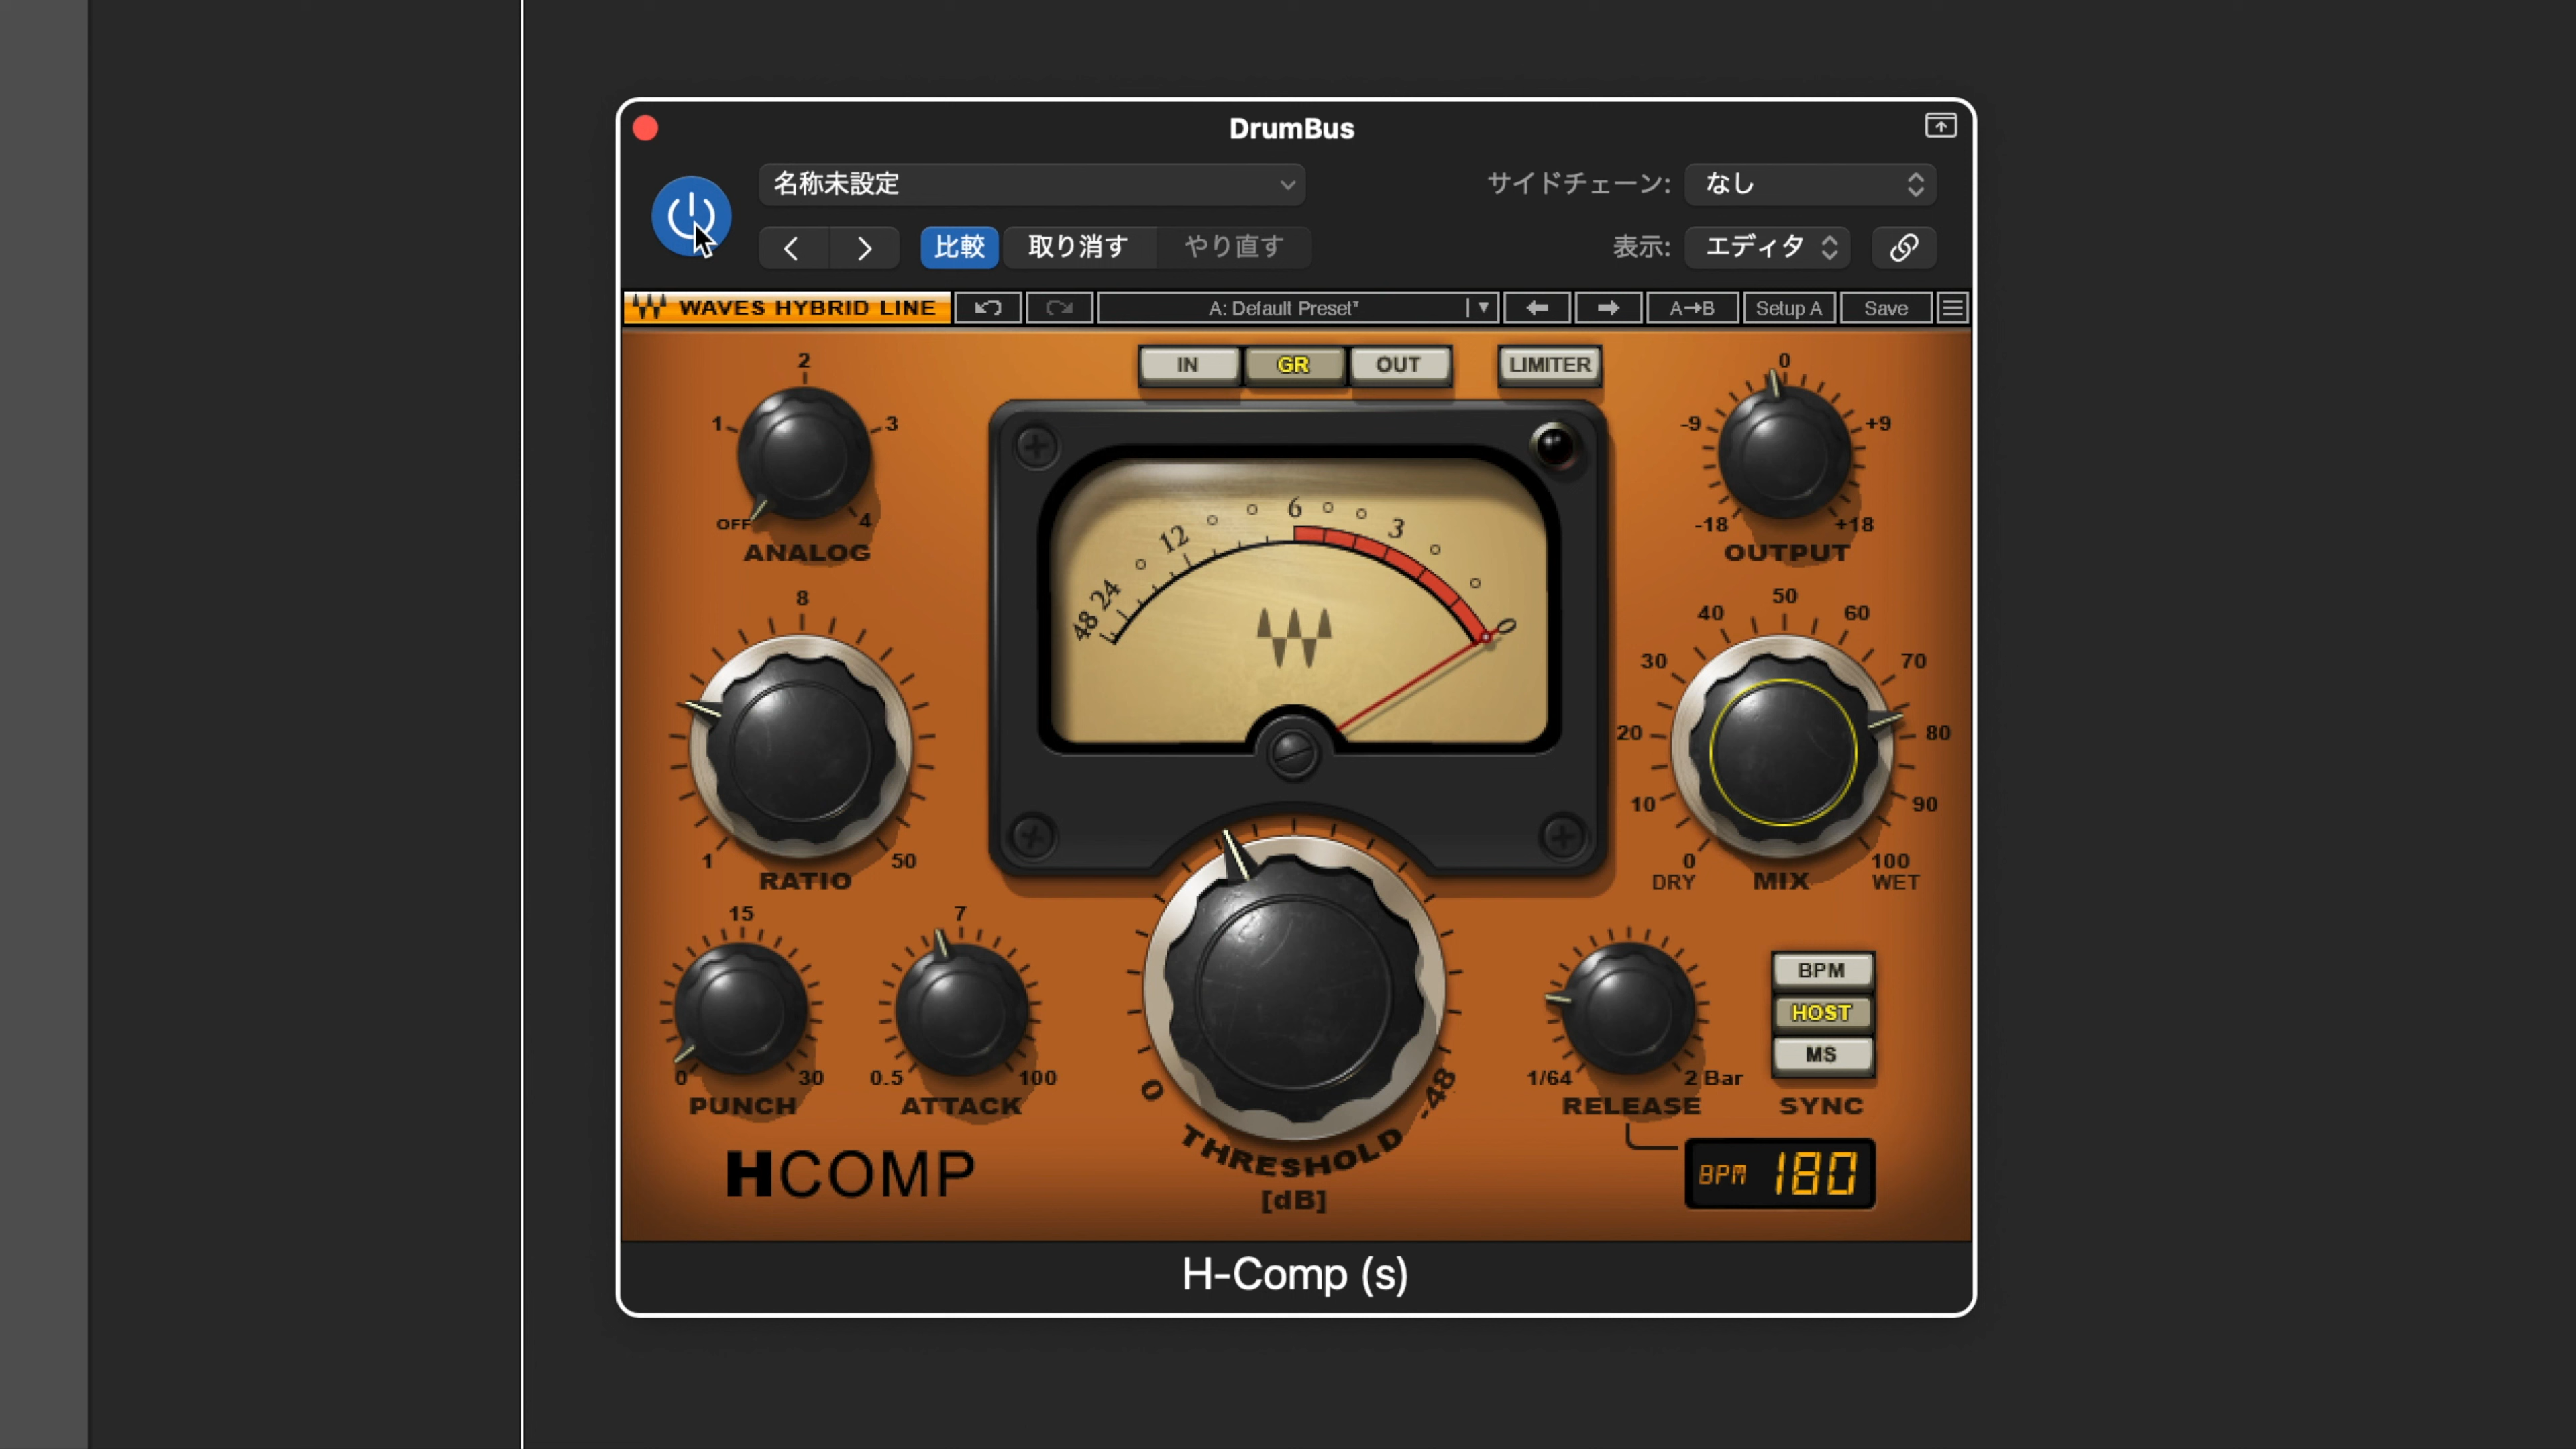 DrumBus
名称未設定
サイドチェーン: なし
比較 取り消す やり直す
表示: エディタ
WAVES HYBRID LINE
A: Default Preset*
A→B
Setup A
Save
IN GR OUT LIMITER
1 2 3 4 OFF
ANALOG
-9 0 +9 -18 +18
OUTPUT
48 24 12 6 3 0
1 8 50
RATIO
0 10 20 30 40 50 60 70 80 90 100
DRY MIX WET
0 15 30
PUNCH
0.5 7 100
ATTACK
0 -48
THRESHOLD
[dB]
1/64 2 Bar
RELEASE
BPM
HOST
MS
SYNC
HCOMP
BPM 180
H-Comp (s)